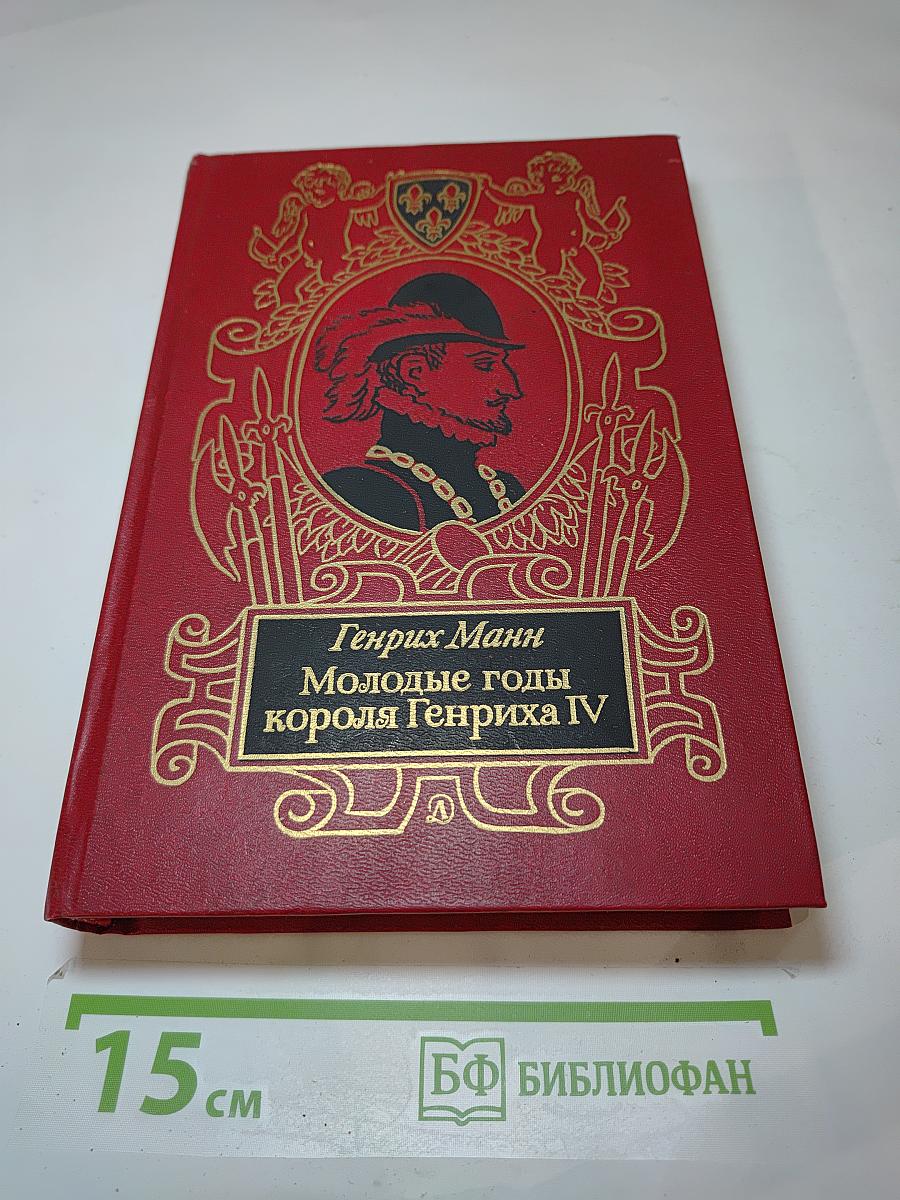 Генрих Манн
Молодые годы
короля Генриха IV
15 см
БФ БИБЛИОФАН